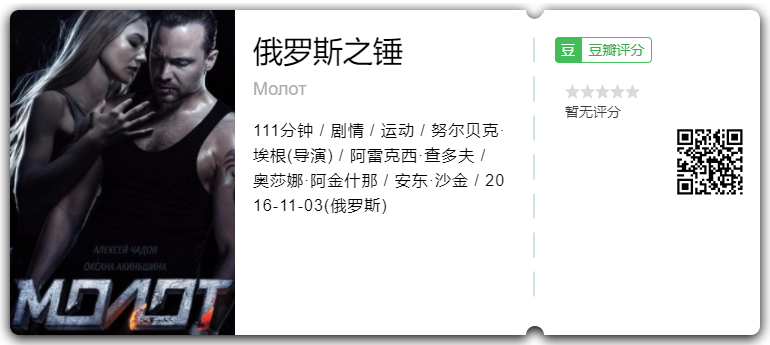 俄罗斯之锤
Молот
111分钟 / 剧情 / 运动 / 努尔贝克·
埃根(导演) / 阿雷克西·查多夫 /
奥莎娜·阿金什那 / 安东·沙金 / 20
16-11-03(俄罗斯)
豆 豆瓣评分
暂无评分
АЛЕКСЕЙ ЧАДОВ
ОКСАНА АКИНЬШИНА
МОЛОТ